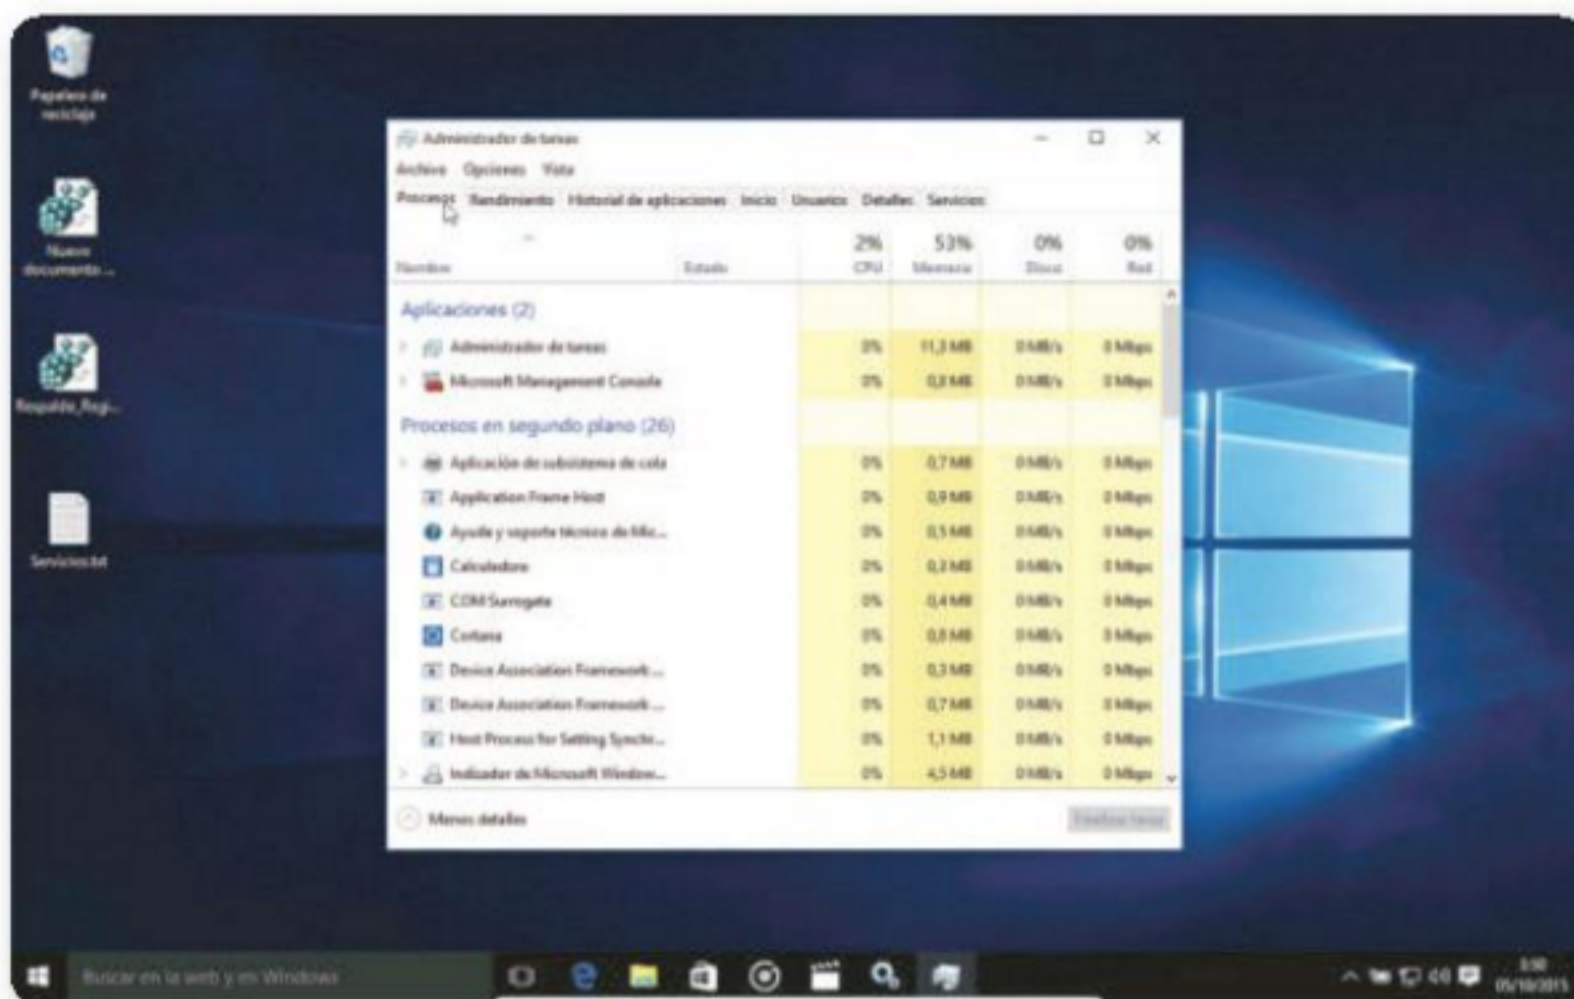 Papelera de
reciclaje
Nuevo
documento ...
Respaldo_Regi...
Servicios.txt
Administrador de tareas
Archivo Opciones Vista
Procesos Rendimiento Historial de aplicaciones Inicio Usuarios Detalles Servicios
2% 53% 0% 0%
Nombre Estado CPU Memoria Disco Red
Aplicaciones (2)
Administrador de tareas 0% 11,3 MB 0 MB/s 0 Mbps
Microsoft Management Console 0% 0,8 MB 0 MB/s 0 Mbps
Procesos en segundo plano (26)
Aplicación de subsistema de cola 0% 0,7 MB 0 MB/s 0 Mbps
Application Frame Host 0% 0,9 MB 0 MB/s 0 Mbps
Ayuda y soporte técnico de Mic... 0% 0,5 MB 0 MB/s 0 Mbps
Calculadora 0% 0,3 MB 0 MB/s 0 Mbps
COM Surrogate 0% 0,4 MB 0 MB/s 0 Mbps
Cortana 0% 0,8 MB 0 MB/s 0 Mbps
Device Association Framework ... 0% 0,3 MB 0 MB/s 0 Mbps
Device Association Framework ... 0% 0,7 MB 0 MB/s 0 Mbps
Host Process for Setting Synchr... 0% 1,1 MB 0 MB/s 0 Mbps
Indicador de Microsoft Window... 0% 4,5 MB 0 MB/s 0 Mbps
Menos detalles
Finalizar tarea
Buscar en la web y en Windows
05/10/2015